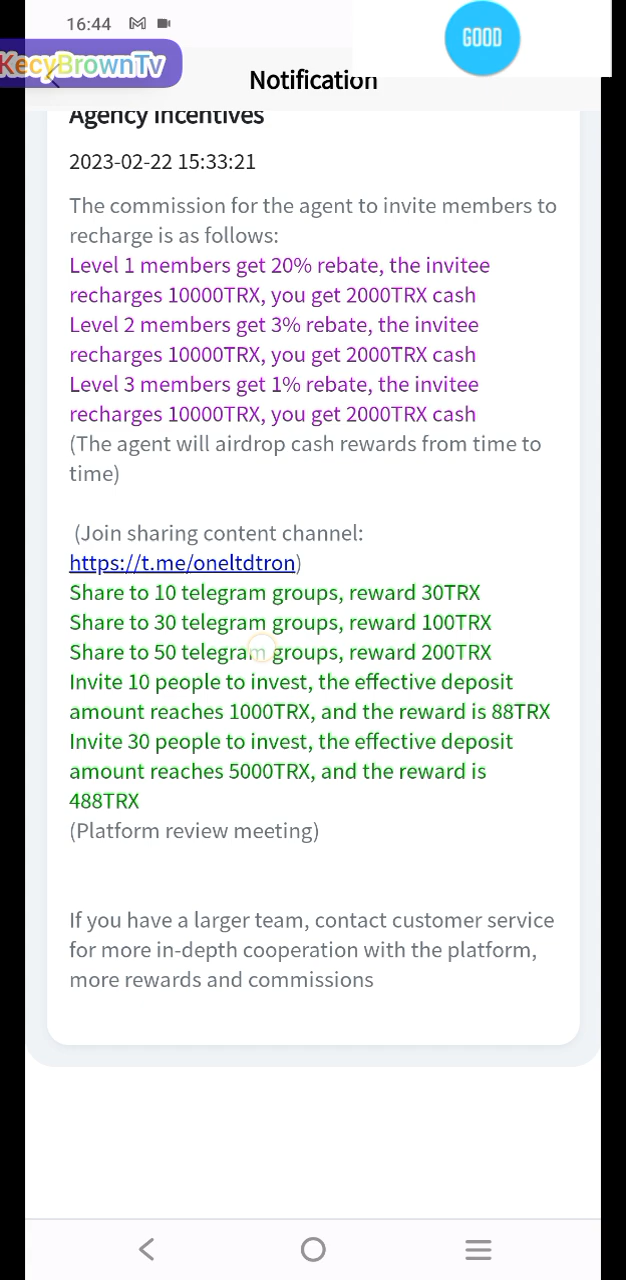 16:44
GOOD
KecyBrownTv
Notification
Agency Incentives
2023-02-22 15:33:21
The commission for the agent to invite members to
recharge is as follows:
Level 1 members get 20% rebate, the invitee
recharges 10000TRX, you get 2000TRX cash
Level 2 members get 3% rebate, the invitee
recharges 10000TRX, you get 2000TRX cash
Level 3 members get 1% rebate, the invitee
recharges 10000TRX, you get 2000TRX cash
(The agent will airdrop cash rewards from time to
time)
(Join sharing content channel:
https://t.me/oneltdtron)
Share to 10 telegram groups, reward 30TRX
Share to 30 telegram groups, reward 100TRX
Share to 50 telegram groups, reward 200TRX
Invite 10 people to invest, the effective deposit
amount reaches 1000TRX, and the reward is 88TRX
Invite 30 people to invest, the effective deposit
amount reaches 5000TRX, and the reward is
488TRX
(Platform review meeting)
If you have a larger team, contact customer service
for more in-depth cooperation with the platform,
more rewards and commissions